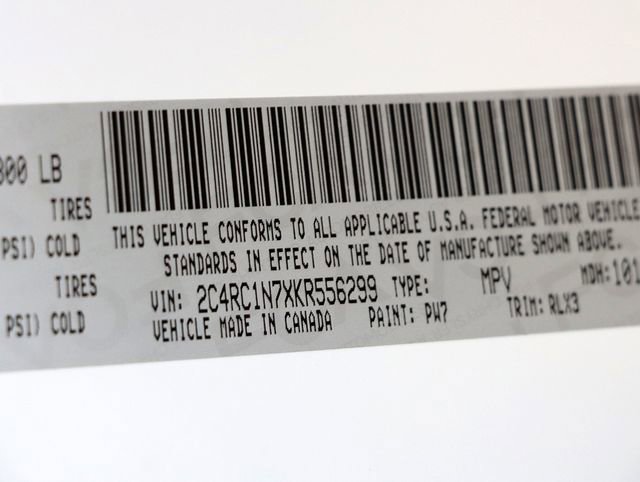 800 LB
TIRES
PSI) COLD
TIRES
PSI) COLD
THIS VEHICLE CONFORMS TO ALL APPLICABLE U.S.A. FEDERAL MOTOR VEHICLE
STANDARDS IN EFFECT ON THE DATE OF MANUFACTURE SHOWN ABOVE.
VIN: 2C4RC1N7XKR556299 TYPE: MPV MDH: 101
VEHICLE MADE IN CANADA PAINT: PW7 TRIM: RLX3